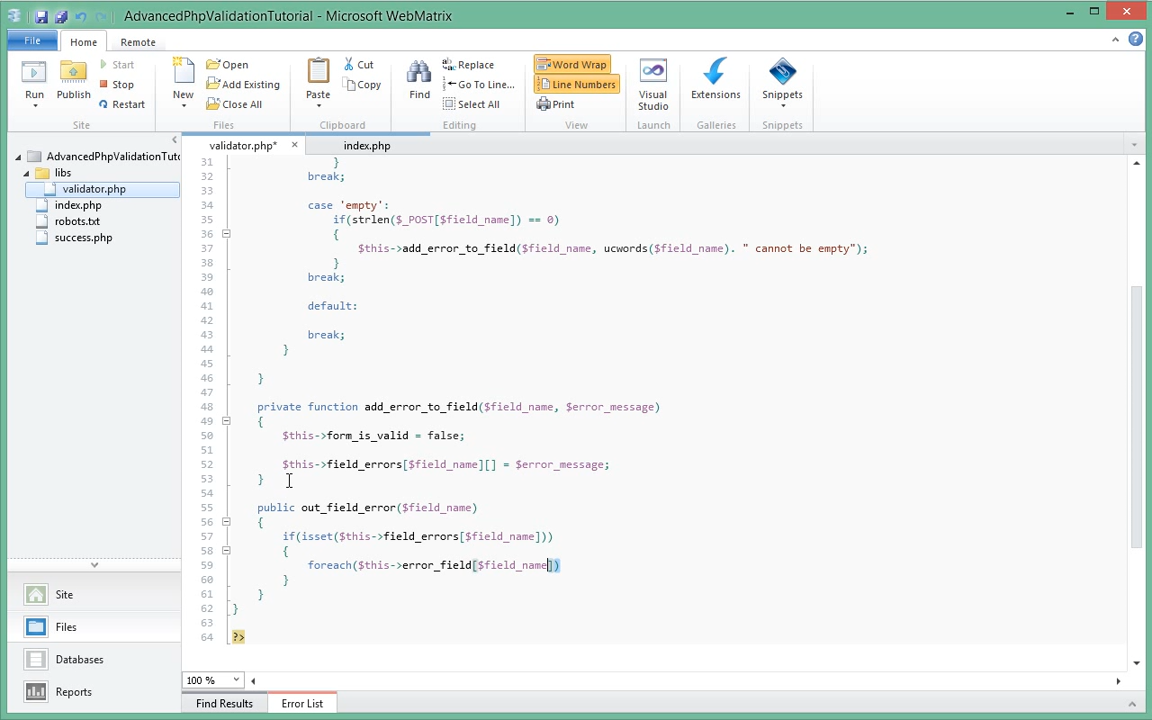 AdvancedPhpValidationTutorial - Microsoft WebMatrix
File Home Remote
Run Publish Start Stop Restart
Site
New Open Add Existing Close All
Files
Paste Cut Copy
Clipboard
Find Replace Go To Line... Select All
Editing
Word Wrap Line Numbers Print
View
Visual Studio
Launch
Extensions
Galleries
Snippets
Snippets
validator.php* index.php
AdvancedPhpValidationTuto
libs
validator.php
index.php
robots.txt
success.php
Site
Files
Databases
Reports
31 }
32 break;
33
34 case 'empty':
35 if(strlen($_POST[$field_name]) == 0)
36 {
37 $this->add_error_to_field($field_name, ucwords($field_name). " cannot be empty");
38 }
39 break;
40
41 default:
42
43 break;
44 }
45
46 }
47
48 private function add_error_to_field($field_name, $error_message)
49 {
50 $this->form_is_valid = false;
51
52 $this->field_errors[$field_name][] = $error_message;
53 }
54
55 public out_field_error($field_name)
56 {
57 if(isset($this->field_errors[$field_name]))
58 {
59 foreach($this->error_field[$field_name])
60 }
61 }
62 }
63
64 ?>
100 %
Find Results Error List